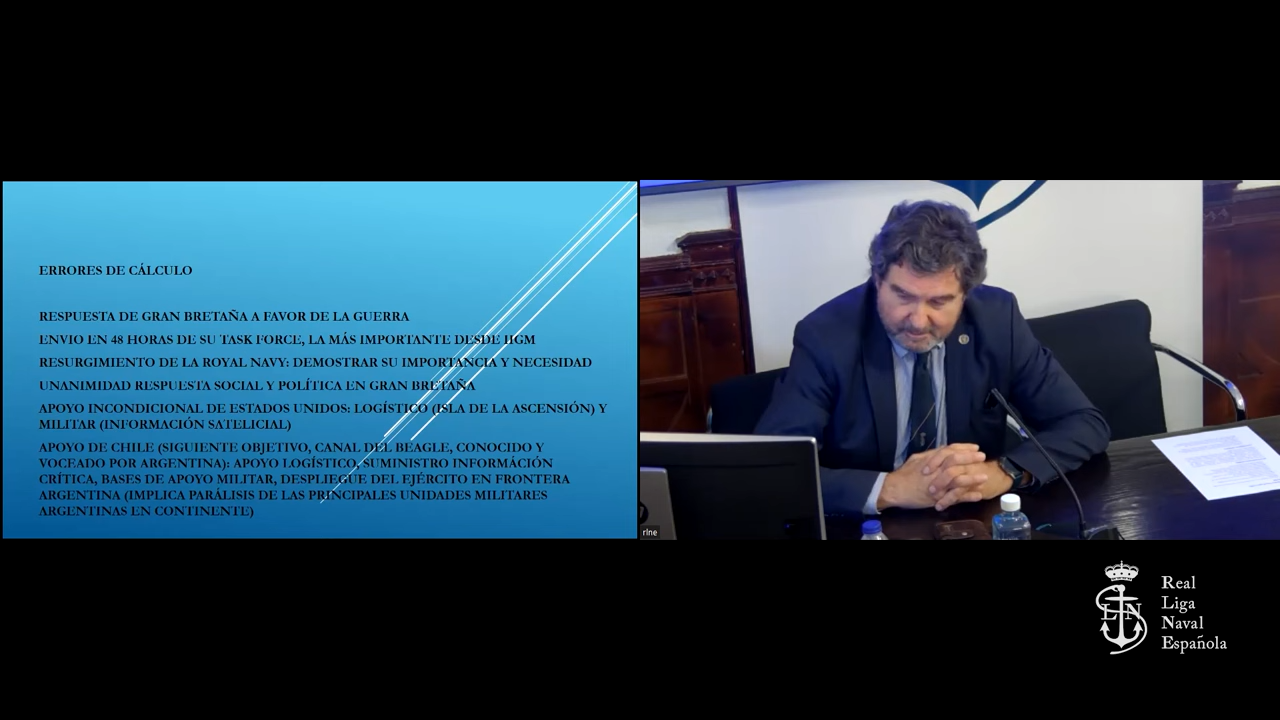 ERRORES DE CÁLCULO
RESPUESTA DE GRAN BRETAÑA A FAVOR DE LA GUERRA
ENVIO EN 48 HORAS DE SU TASK FORCE, LA MÁS IMPORTANTE DESDE IIGM
RESURGIMIENTO DE LA ROYAL NAVY: DEMOSTRAR SU IMPORTANCIA Y NECESIDAD
UNANIMIDAD RESPUESTA SOCIAL Y POLÍTICA EN GRAN BRETAÑA
APOYO INCONDICIONAL DE ESTADOS UNIDOS: LOGÍSTICO (ISLA DE LA ASCENSIÓN) Y
MILITAR (INFORMACIÓN SATELICIAL)
APOYO DE CHILE (SIGUIENTE OBJETIVO, CANAL DEL BEAGLE, CONOCIDO Y
VOCEADO POR ARGENTINA): APOYO LOGÍSTICO, SUMINISTRO INFORMÁCIÓN
CRÍTICA, BASES DE APOYO MILITAR, DESPLIEGUE DEL EJÉRCITO EN FRONTERA
ARGENTINA (IMPLICA PARÁLISIS DE LAS PRINCIPALES UNIDADES MILITARES
ARGENTINAS EN CONTINENTE)
rlne
LN
Real
Liga
Naval
Española